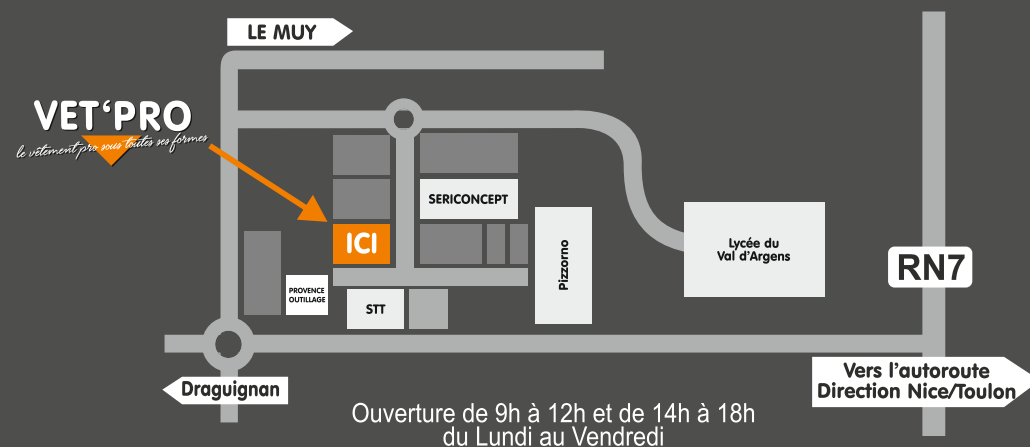 LE MUY
VET‘PRO
le vêtement pro sous toutes ses formes
SERICONCEPT
ICI
Pizzorno
Lycée du
Val d'Argens
RN7
PROVENCE
OUTILLAGE
STT
Draguignan
Vers l'autoroute
Direction Nice/Toulon
Ouverture de 9h à 12h et de 14h à 18h
du Lundi au Vendredi